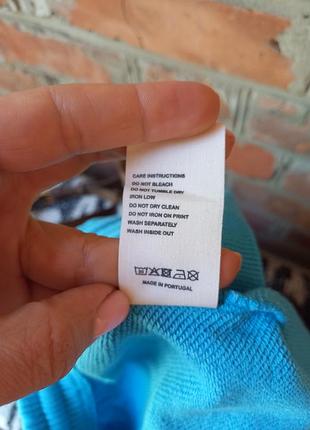 CARE INSTRUCTIONS
DO NOT BLEACH
DO NOT TUMBLE DRY
IRON LOW
DO NOT DRY CLEAN
DO NOT IRON ON PRINT
WASH SEPARATELY
WASH INSIDE OUT
MADE IN PORTUGAL